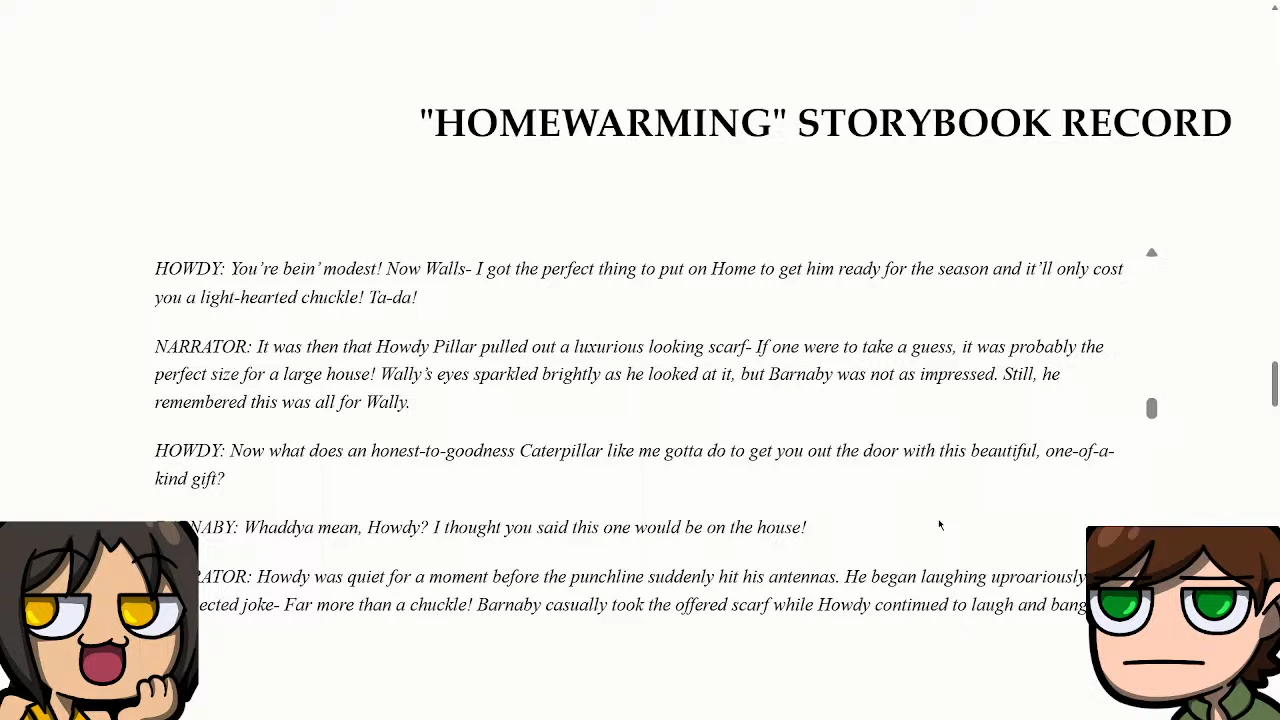 "HOMEWARMING" STORYBOOK RECORD
HOWDY: You're bein' modest! Now Walls- I got the perfect thing to put on Home to get him ready for the season and it'll only cost
you a light-hearted chuckle! Ta-da!
NARRATOR: It was then that Howdy Pillar pulled out a luxurious looking scarf- If one were to take a guess, it was probably the
perfect size for a large house! Wally's eyes sparkled brightly as he looked at it, but Barnaby was not as impressed. Still, he
remembered this was all for Wally.
HOWDY: Now what does an honest-to-goodness Caterpillar like me gotta do to get you out the door with this beautiful, one-of-a-
kind gift?
NABY: Whaddya mean, Howdy? I thought you said this one would be on the house!
RATOR: Howdy was quiet for a moment before the punchline suddenly hit his antennas. He began laughing uproariously
ected joke- Far more than a chuckle! Barnaby casually took the offered scarf while Howdy continued to laugh and bang